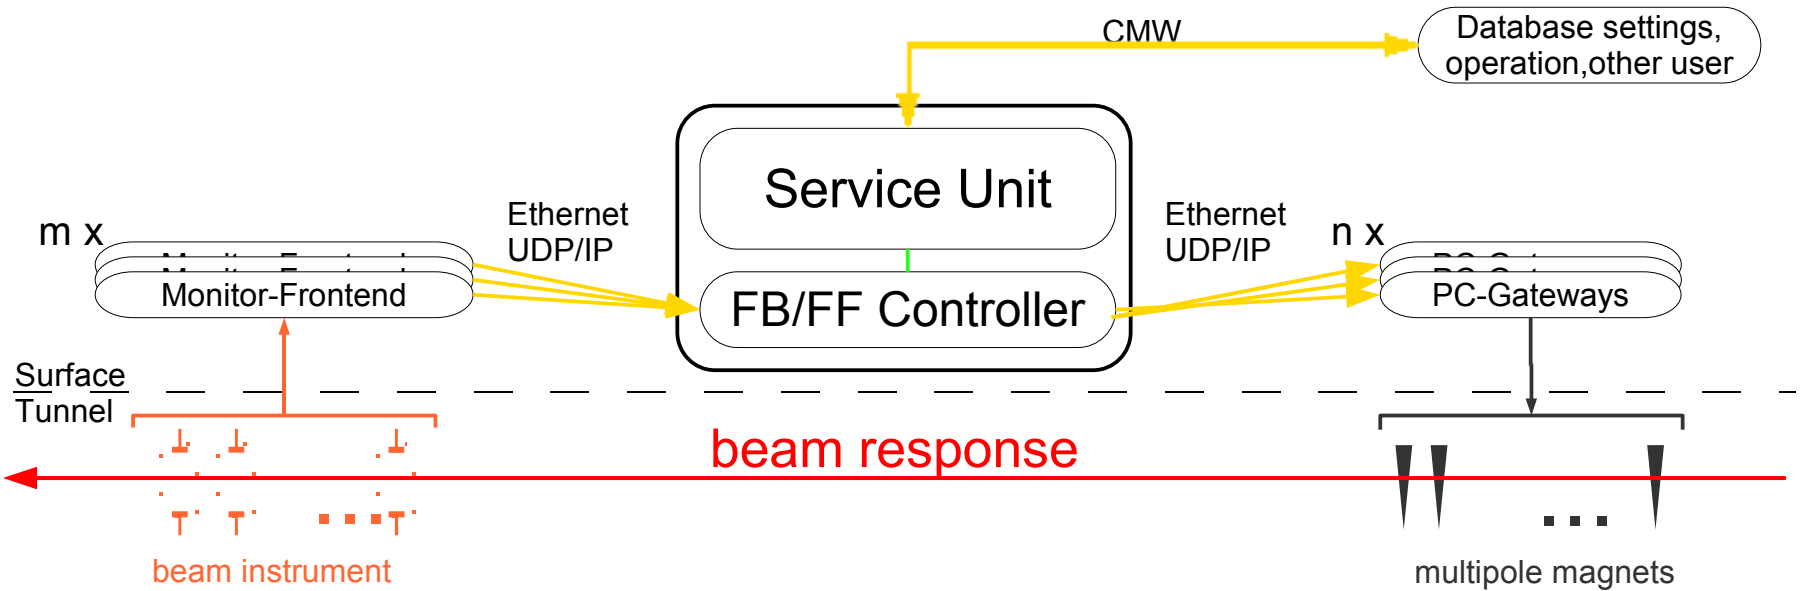 CMW
Database settings,
operation,other user
Service Unit
Ethernet
UDP/IP
Ethernet
UDP/IP
m x
n x
Monitor-Frontend
FB/FF Controller
PC-Gateways
Surface
Tunnel
beam response
beam instrument
multipole magnets